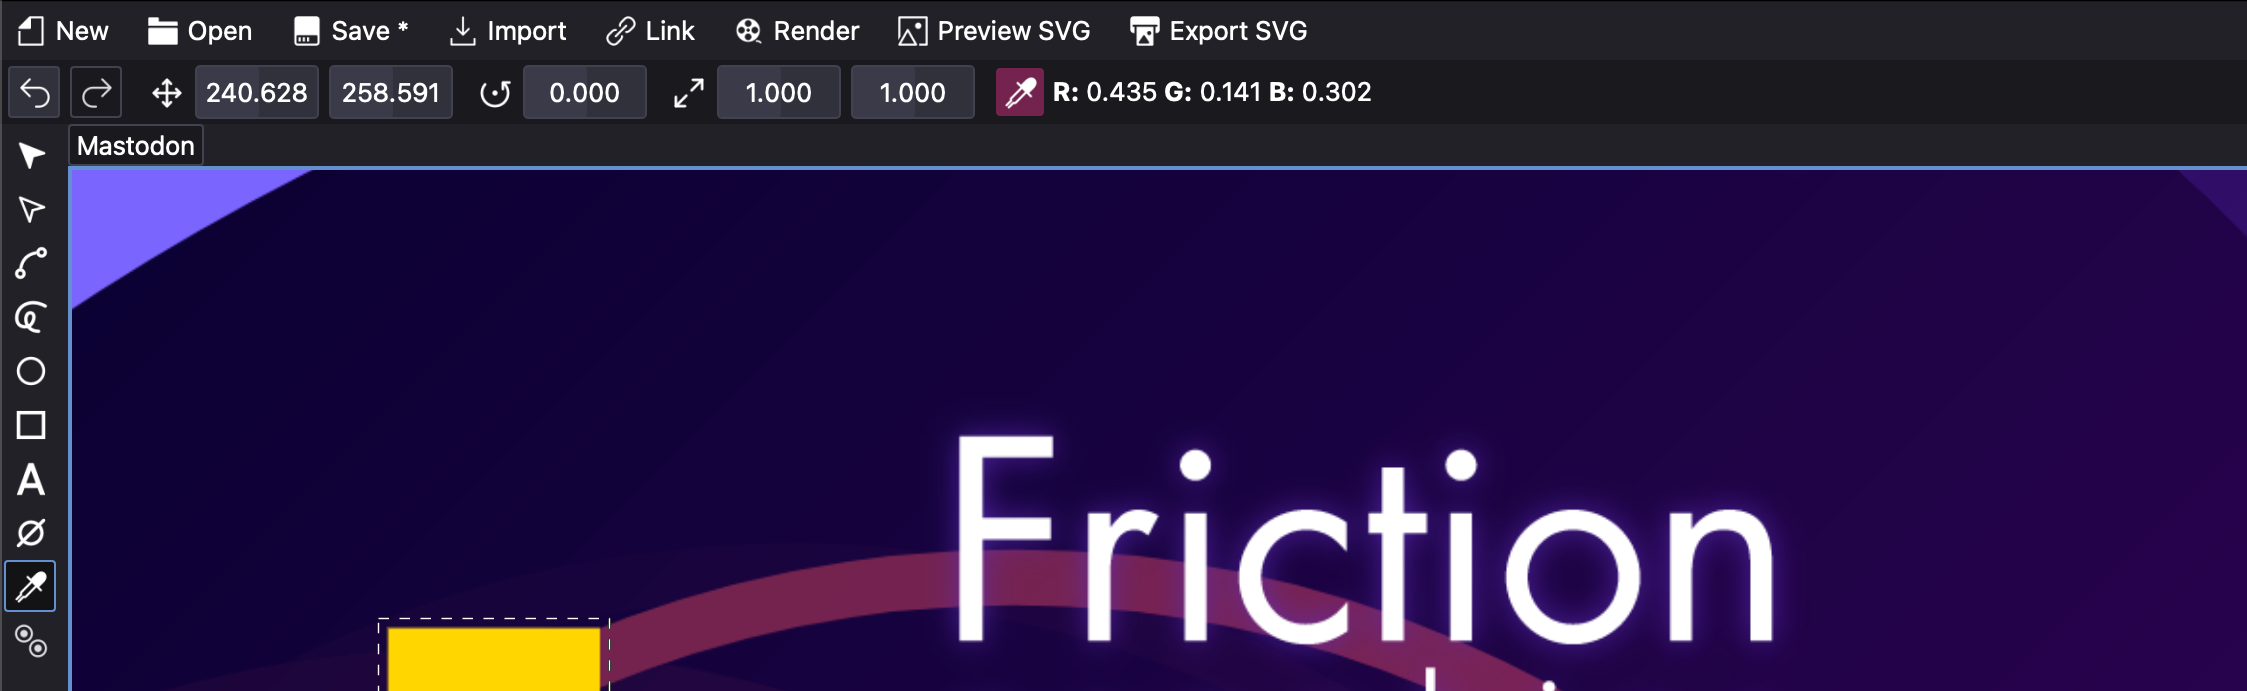 New Open Save * Import Link Render Preview SVG Export SVG
240.628 258.591 0.000 1.000 1.000 R: 0.435 G: 0.141 B: 0.302
Mastodon
Friction